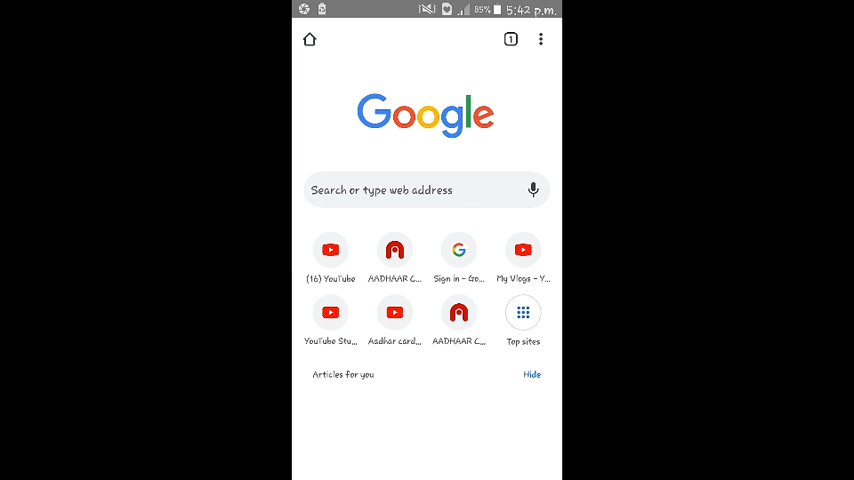 85% 5:42 p.m.
1
Google
Search or type web address
(16) YouTube AADHAAR C... Sign in - Go... My Vlogs - Y...
YouTube Stu... Aadhar card... AADHAAR C... Top sites
Articles for you Hide